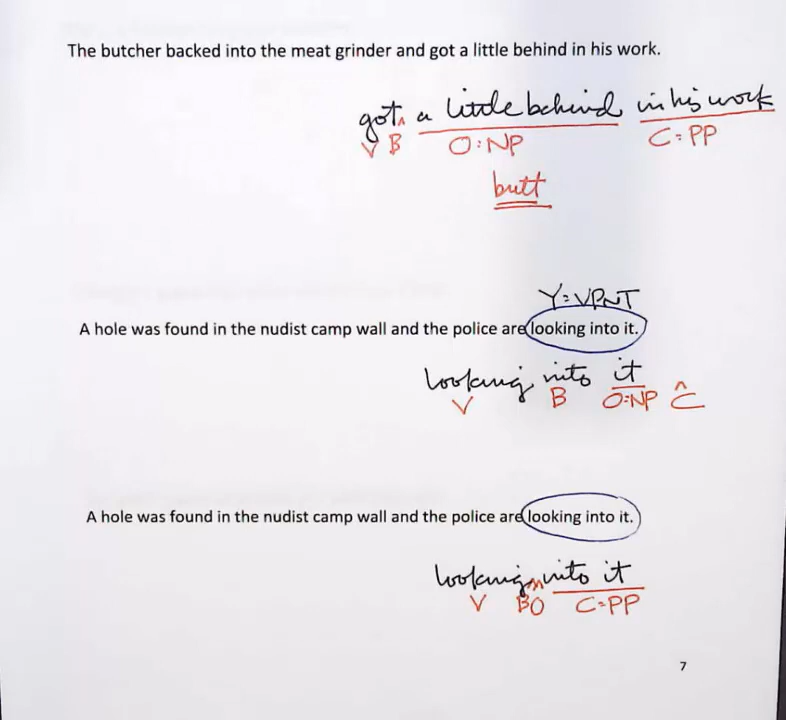 The butcher backed into the meat grinder and got a little behind in his work.
got ^ a little behind in his work
V B O:NP C=PP
butt
Y=VPNT
A hole was found in the nudist camp wall and the police are looking into it.
looking into it
V B O:NP Ĉ
A hole was found in the nudist camp wall and the police are looking into it.
looking ^^ into it
V BO C=PP
7